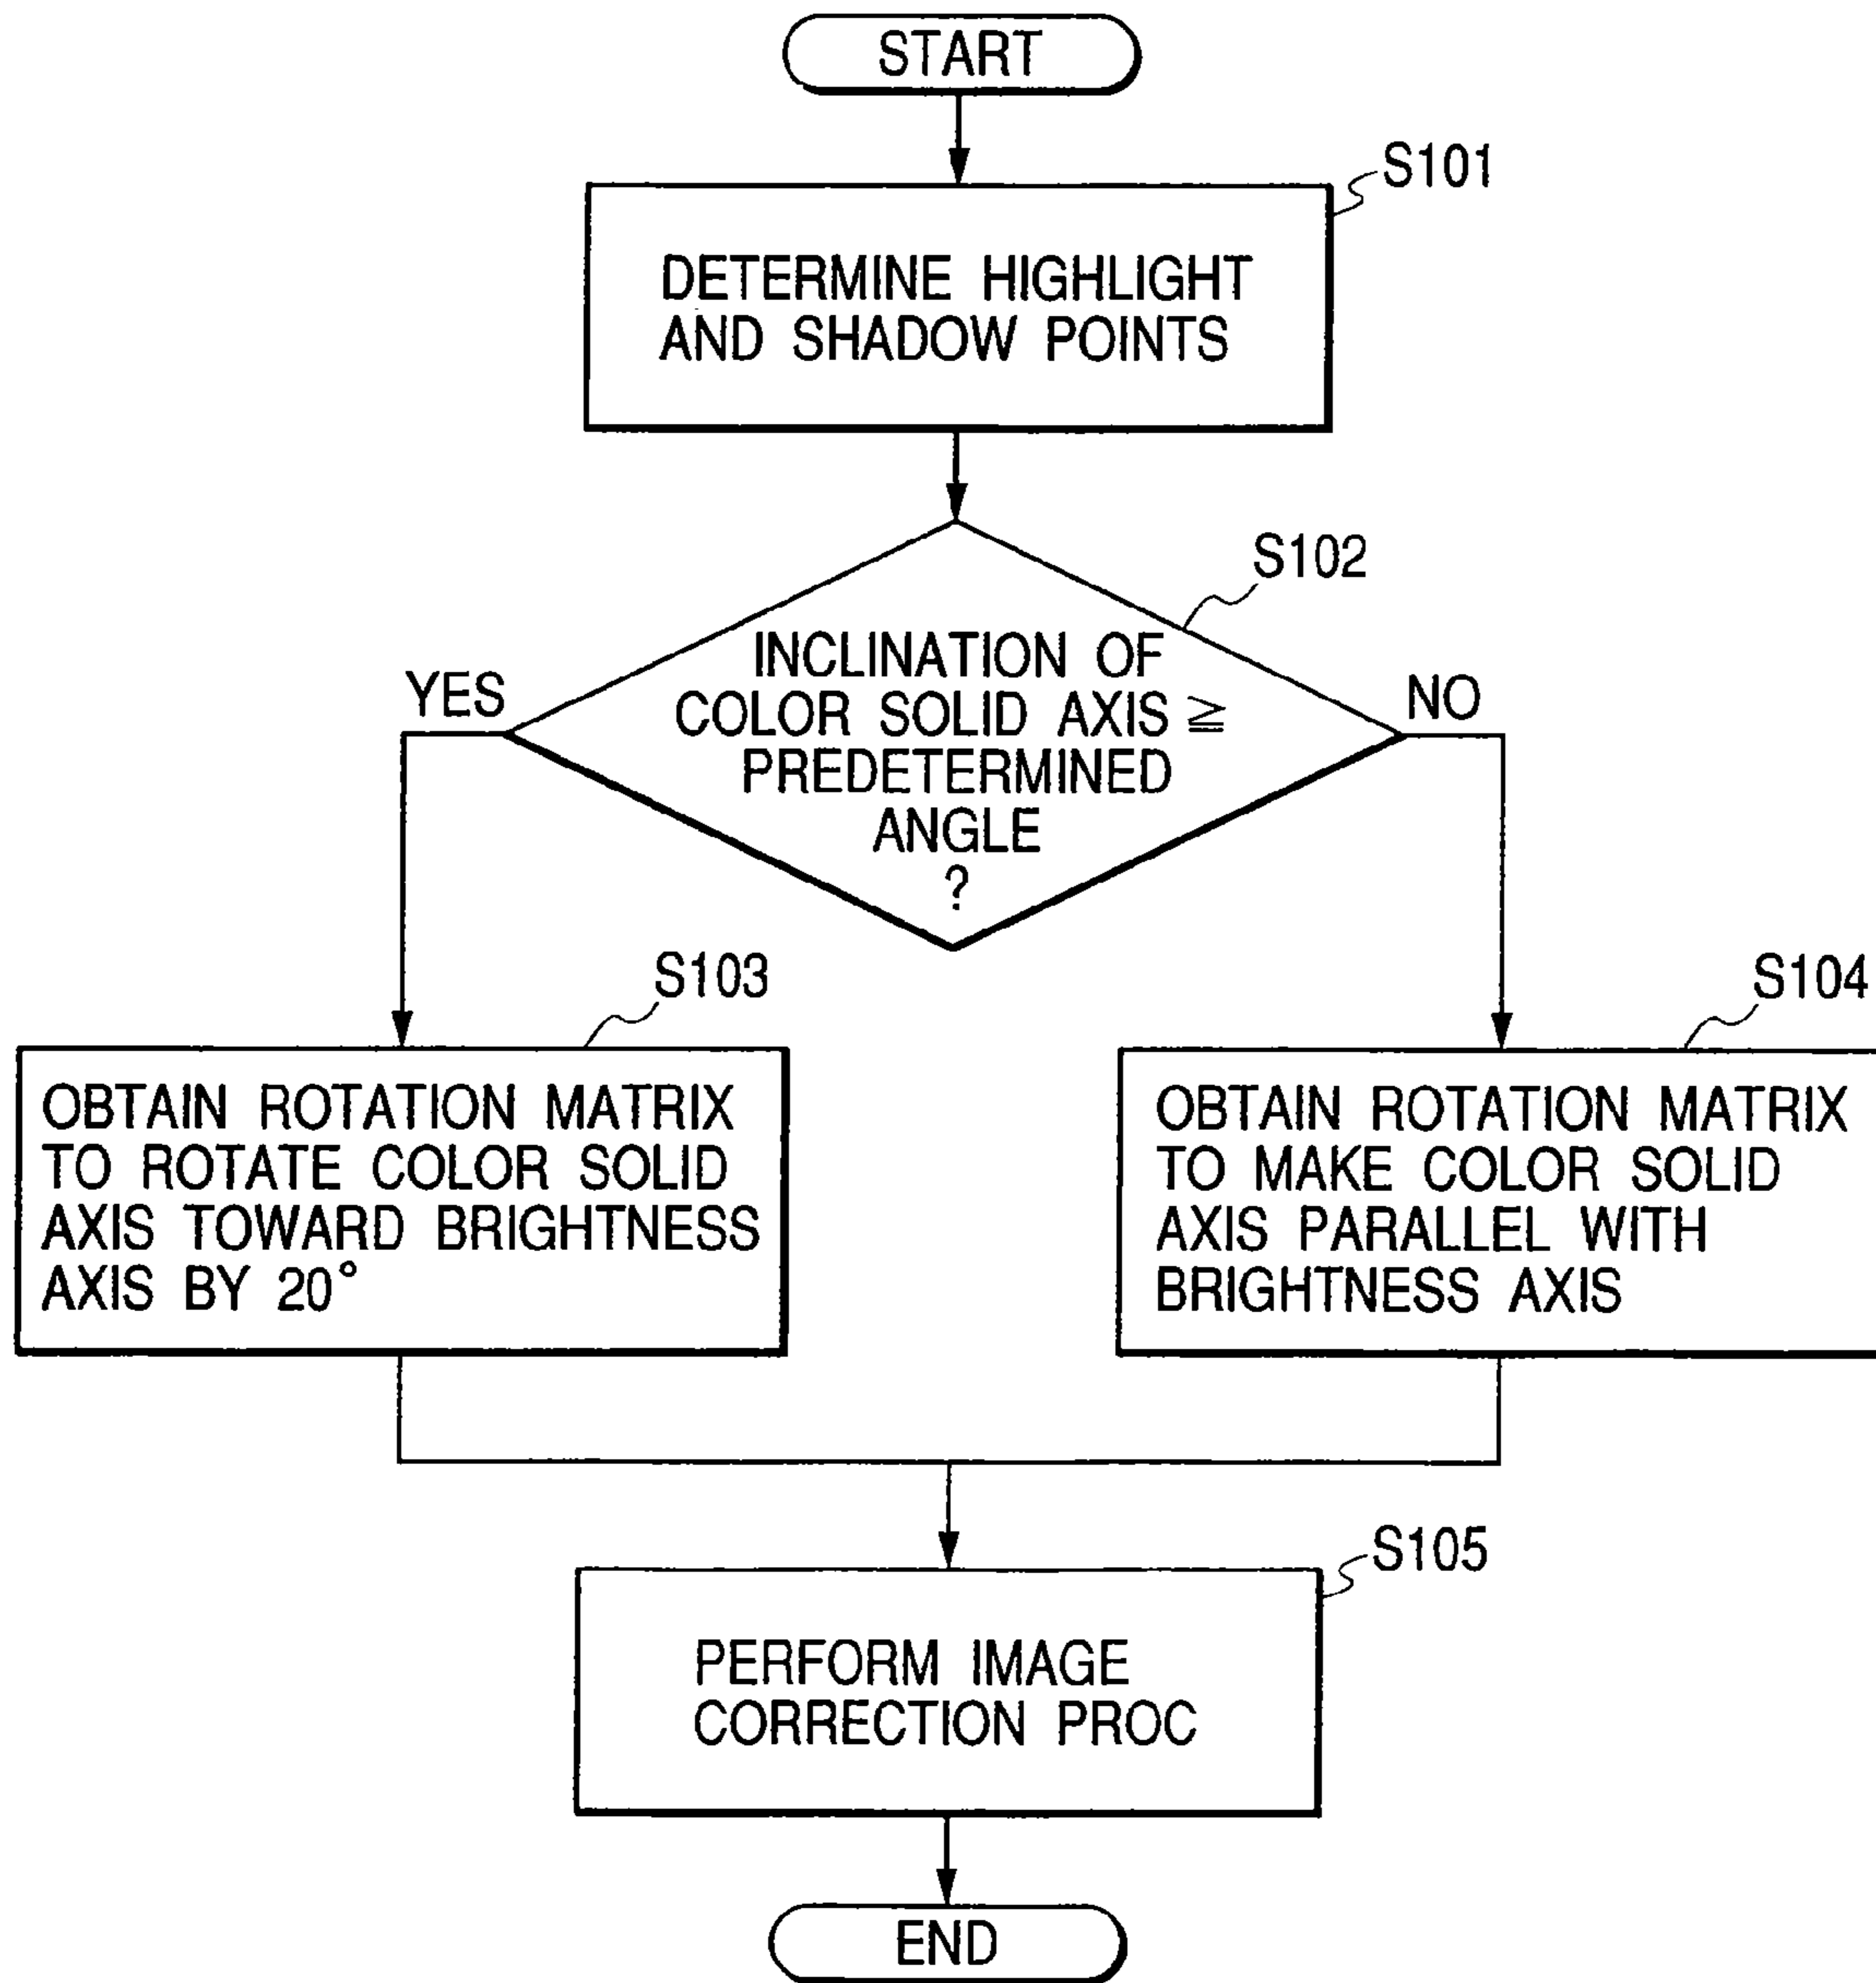 START
S101
DETERMINE HIGHLIGHT
AND SHADOW POINTS
S102
INCLINATION OF
COLOR SOLID AXIS ≧
PREDETERMINED
ANGLE
?
YES
NO
S103
OBTAIN ROTATION MATRIX
TO ROTATE COLOR SOLID
AXIS TOWARD BRIGHTNESS
AXIS BY 20°
S104
OBTAIN ROTATION MATRIX
TO MAKE COLOR SOLID
AXIS PARALLEL WITH
BRIGHTNESS AXIS
S105
PERFORM IMAGE
CORRECTION PROC
END